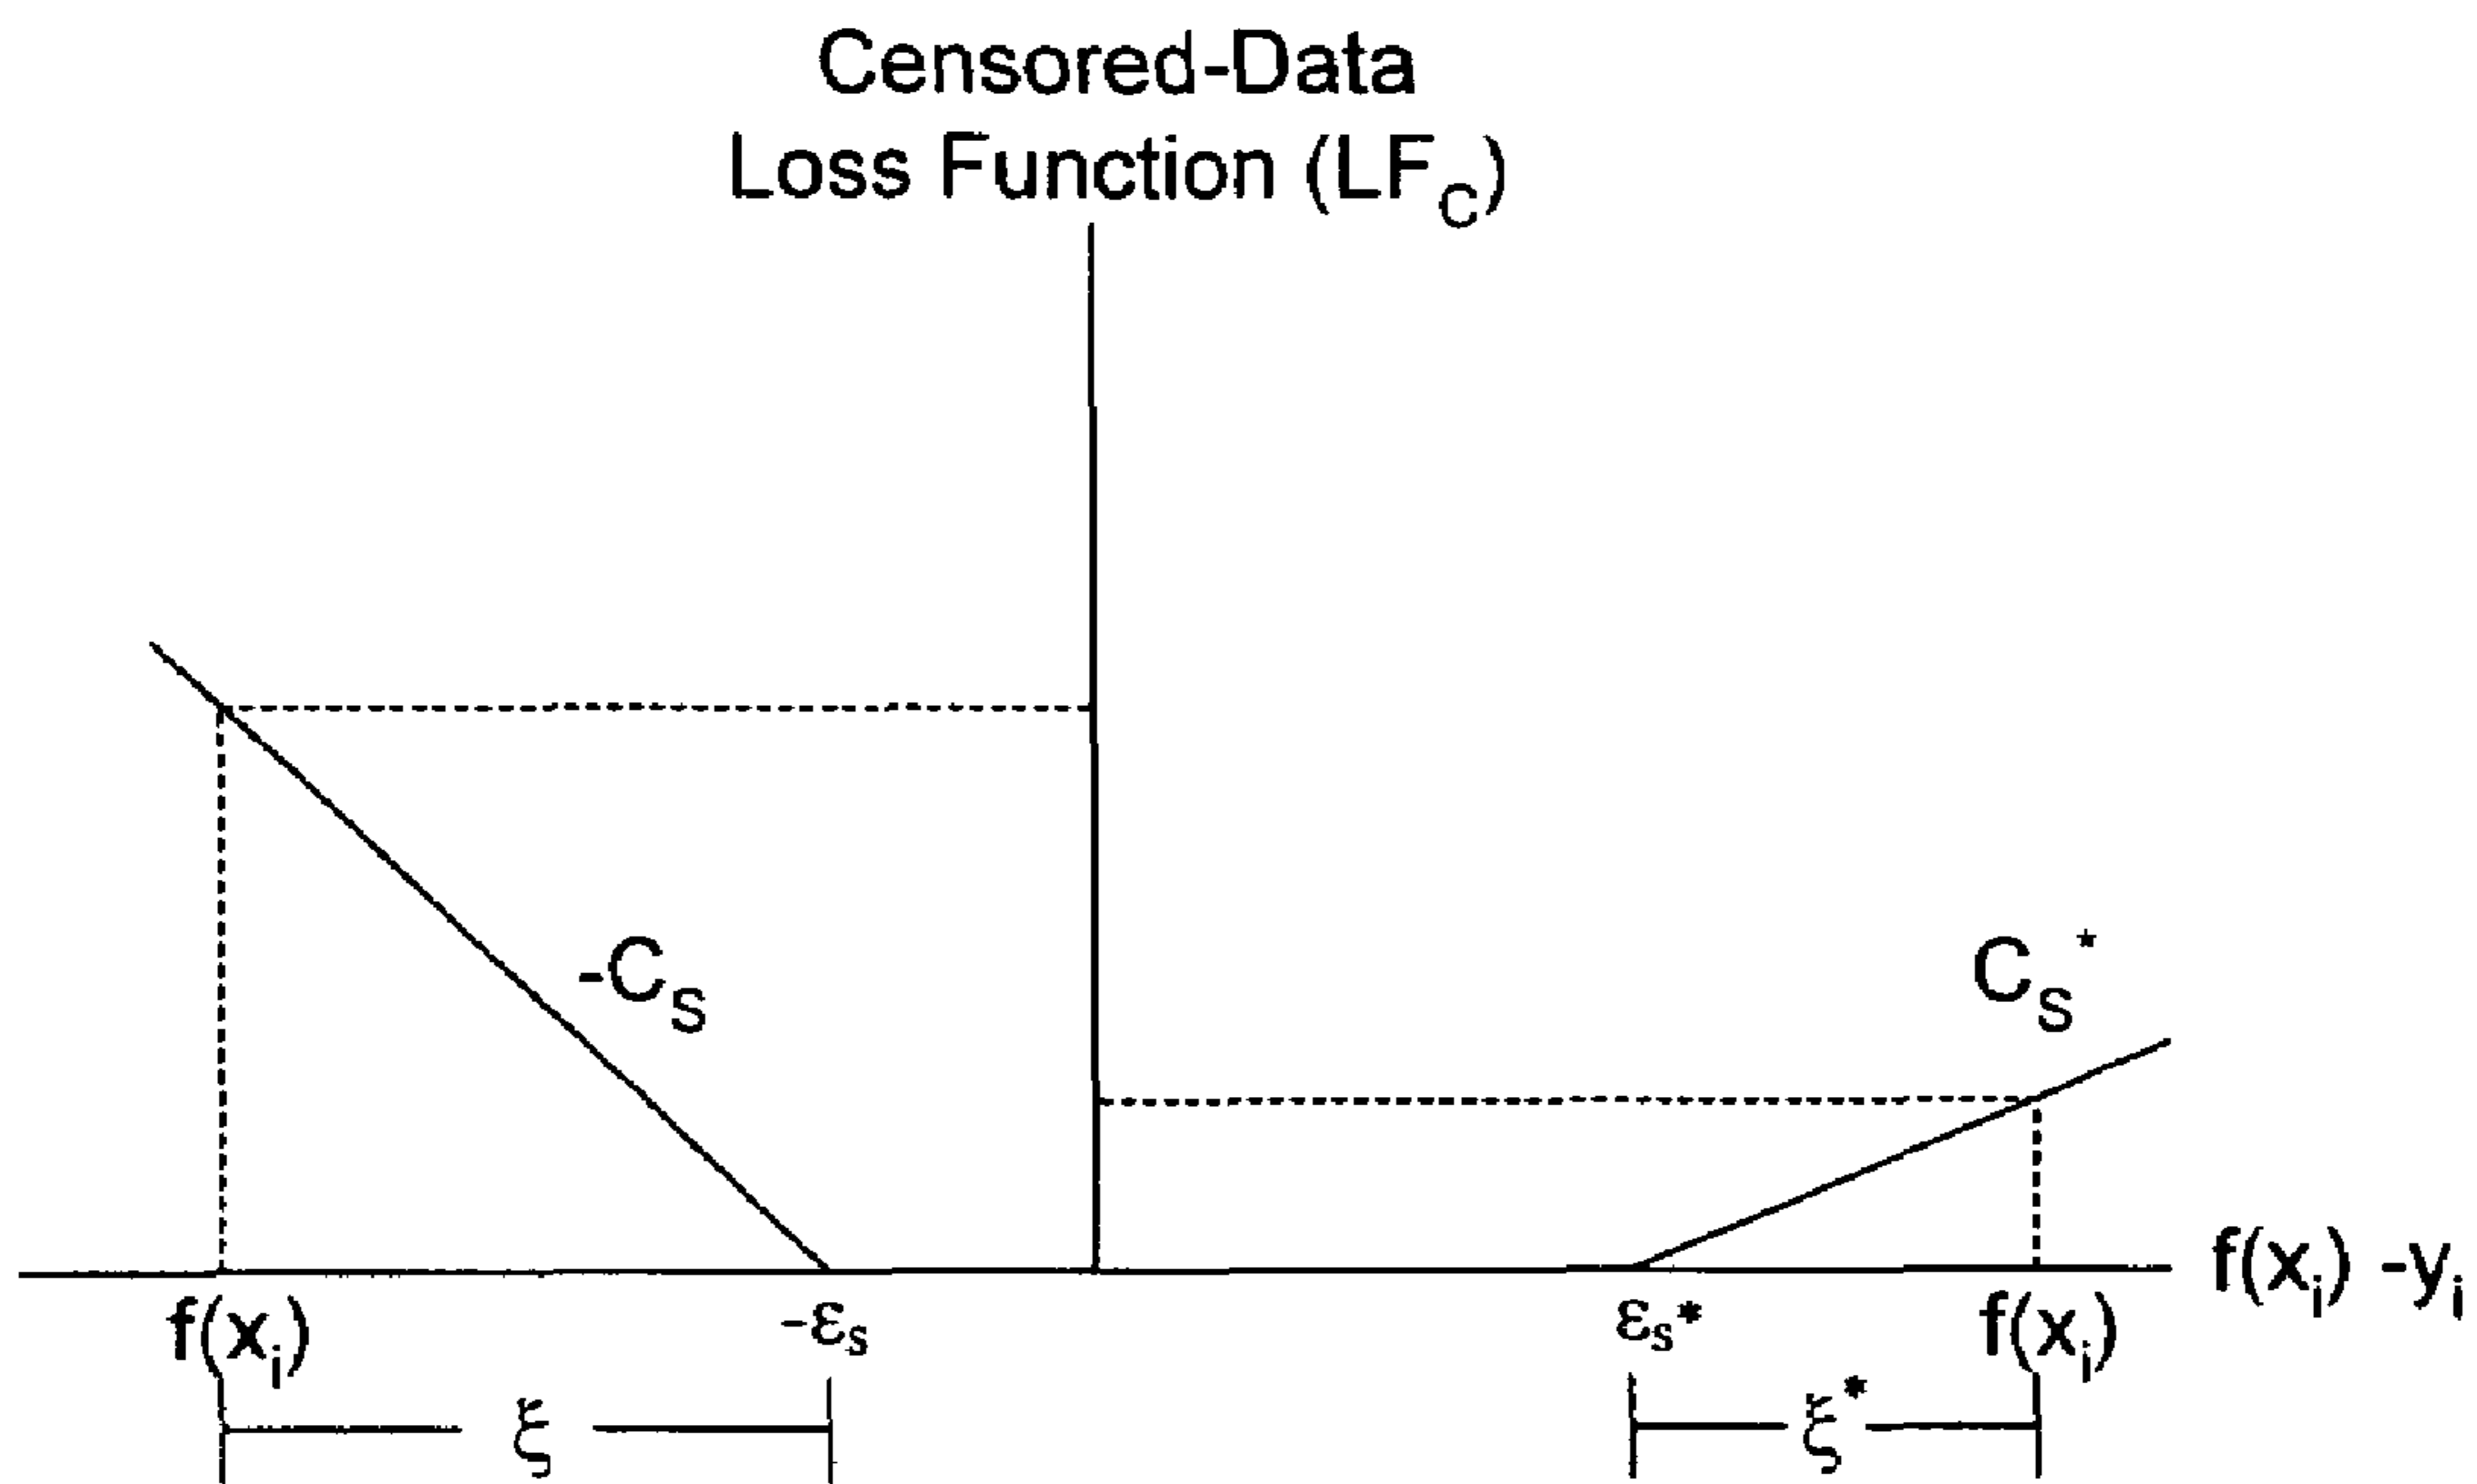 Censored-Data
Loss Function (LF_C)
-C_S
C_S*
f(x_i) -y_i
f(x_i)
-ε_s
ε_s*
f(x_i)
ξ
ξ*